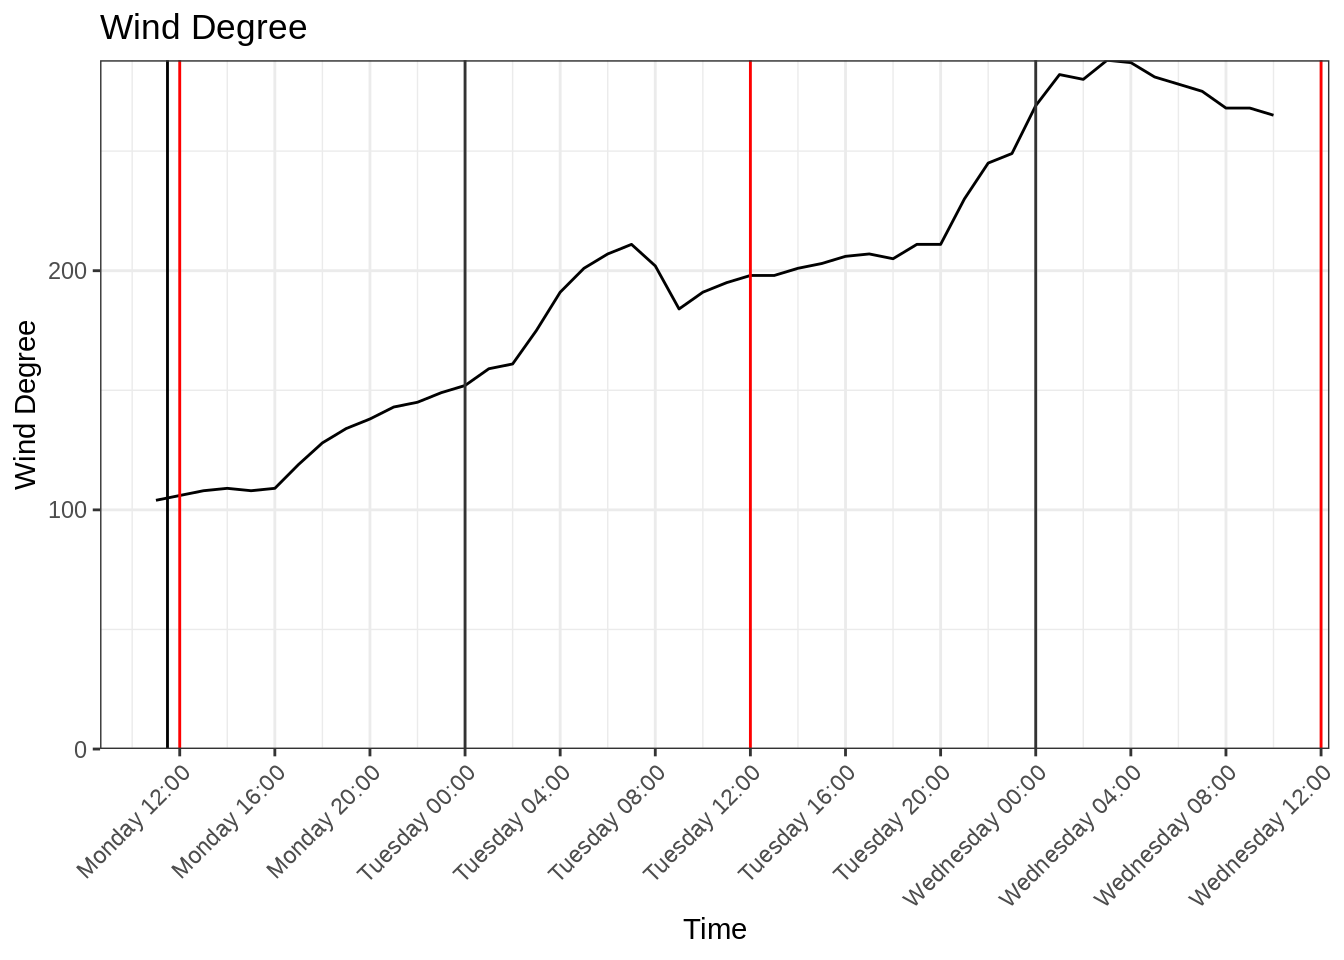 Wind Degree
Wind Degree
200
100
0
Monday 12:00
Monday 16:00
Monday 20:00
Tuesday 00:00
Tuesday 04:00
Tuesday 08:00
Tuesday 12:00
Tuesday 16:00
Tuesday 20:00
Wednesday 00:00
Wednesday 04:00
Wednesday 08:00
Wednesday 12:00
Time